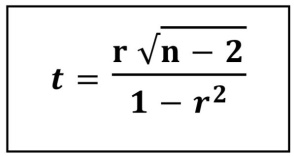 t = r √n − 2 / 1 − r²